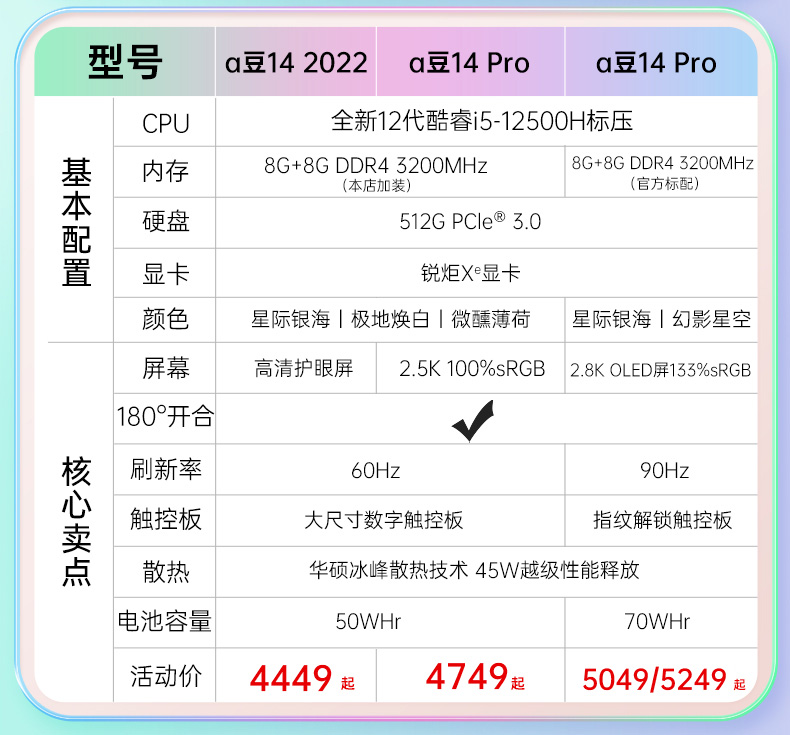 型号 α豆14 2022 α豆14 Pro α豆14 Pro
基本配置
CPU 全新12代酷睿i5-12500H标压
内存 8G+8G DDR4 3200MHz 8G+8G DDR4 3200MHz
（本店加装） （官方标配）
硬盘 512G PCIe® 3.0
显卡 锐炬Xᵉ显卡
颜色 星际银海丨极地焕白丨微醺薄荷 星际银海丨幻影星空
核心卖点
屏幕 高清护眼屏 2.5K 100%sRGB 2.8K OLED屏133%sRGB
180°开合
刷新率 60Hz 90Hz
触控板 大尺寸数字触控板 指纹解锁触控板
散热 华硕冰峰散热技术 45W越级性能释放
电池容量 50WHr 70WHr
活动价 4449起 4749起 5049/5249起